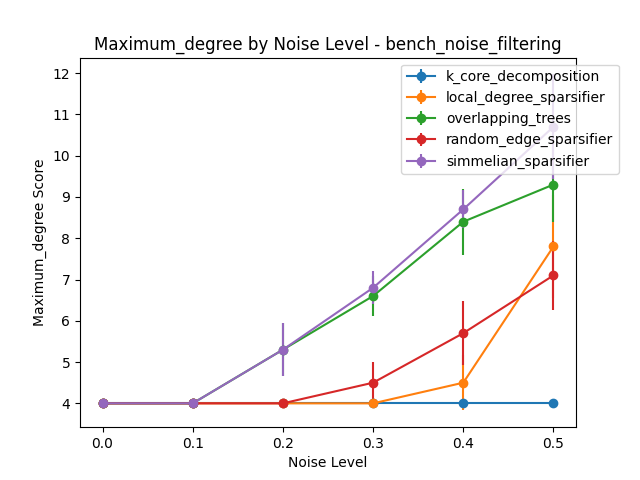 Maximum_degree by Noise Level - bench_noise_filtering
Maximum_degree Score
12
11
10
9
8
7
6
5
4
k_core_decomposition
local_degree_sparsifier
overlapping_trees
random_edge_sparsifier
simmelian_sparsifier
0.0 0.1 0.2 0.3 0.4 0.5
Noise Level